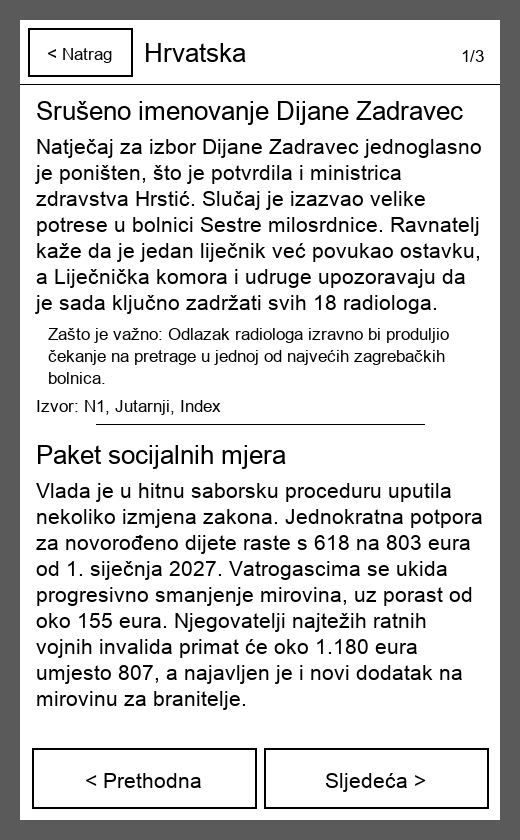 < Natrag
Hrvatska
1/3
Srušeno imenovanje Dijane Zadravec
Natječaj za izbor Dijane Zadravec jednoglasno
je poništen, što je potvrdila i ministrica
zdravstva Hrstić. Slučaj je izazvao velike
potrese u bolnici Sestre milosrdnice. Ravnatelj
kaže da je jedan liječnik već povukao ostavku,
a Liječnička komora i udruge upozoravaju da
je sada ključno zadržati svih 18 radiologa.
Zašto je važno: Odlazak radiologa izravno bi produljio
čekanje na pretrage u jednoj od najvećih zagrebačkih
bolnica.
Izvor: N1, Jutarnji, Index
Paket socijalnih mjera
Vlada je u hitnu saborsku proceduru uputila
nekoliko izmjena zakona. Jednokratna potpora
za novorođeno dijete raste s 618 na 803 eura
od 1. siječnja 2027. Vatrogascima se ukida
progresivno smanjenje mirovina, uz porast od
oko 155 eura. Njegovatelji najtežih ratnih
vojnih invalida primat će oko 1.180 eura
umjesto 807, a najavljen je i novi dodatak na
mirovinu za branitelje.
< Prethodna
Sljedeća >